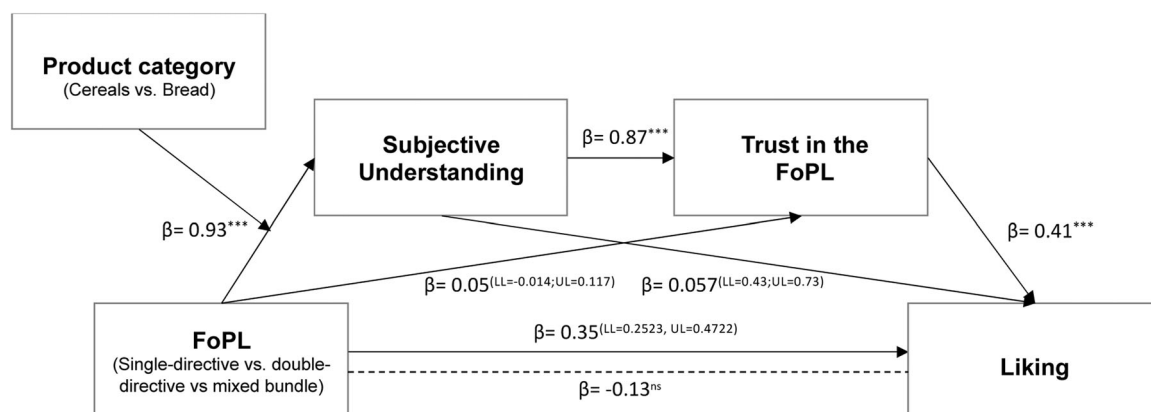 Product category
(Cereals vs. Bread)
Subjective
Understanding
β= 0.87***
Trust in the
FoPL
β= 0.93***
β= 0.41***
β= 0.05(LL=-0.014;UL=0.117)
β= 0.057(LL=0.43;UL=0.73)
FoPL
(Single-directive vs. double-
directive vs mixed bundle)
β= 0.35(LL=0.2523, UL=0.4722)
β= -0.13ns
Liking